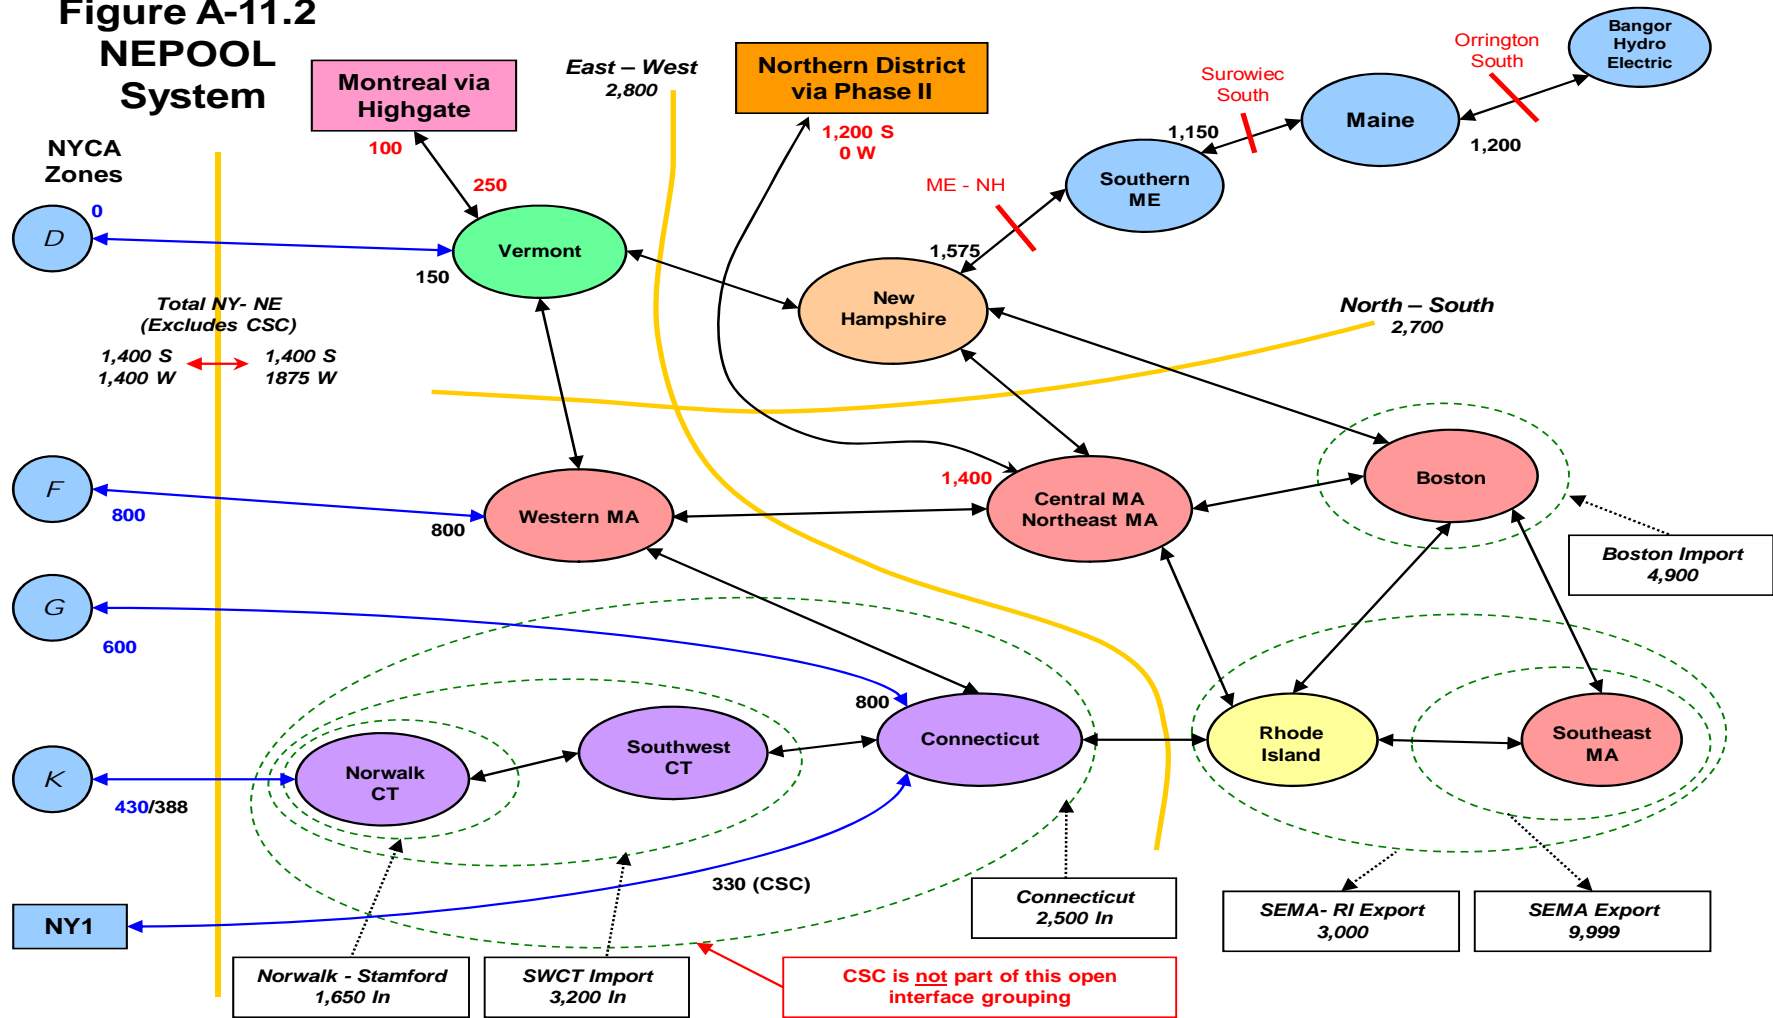 Figure A-11.2
NEPOOL
System
Montreal via
Highgate
East – West
2,800
Northern District
via Phase II
Orrington
South
Bangor
Hydro
Electric
Surowiec
South
Maine
1,200
1,150
100
1,200 S
0 W
NYCA
Zones
250
ME - NH
Southern
ME
D
0
Vermont
150
1,575
New
Hampshire
North – South
2,700
Total NY- NE
(Excludes CSC)
1,400 S
1,400 W
1,400 S
1875 W
F
800
800
Western MA
1,400
Central MA
Northeast MA
Boston
Boston Import
4,900
G
600
800
Connecticut
Rhode
Island
Southeast
MA
K
430/388
Norwalk
CT
Southwest
CT
330 (CSC)
NY1
Connecticut
2,500 In
SEMA- RI Export
3,000
SEMA Export
9,999
Norwalk - Stamford
1,650 In
SWCT Import
3,200 In
CSC is not part of this open
interface grouping